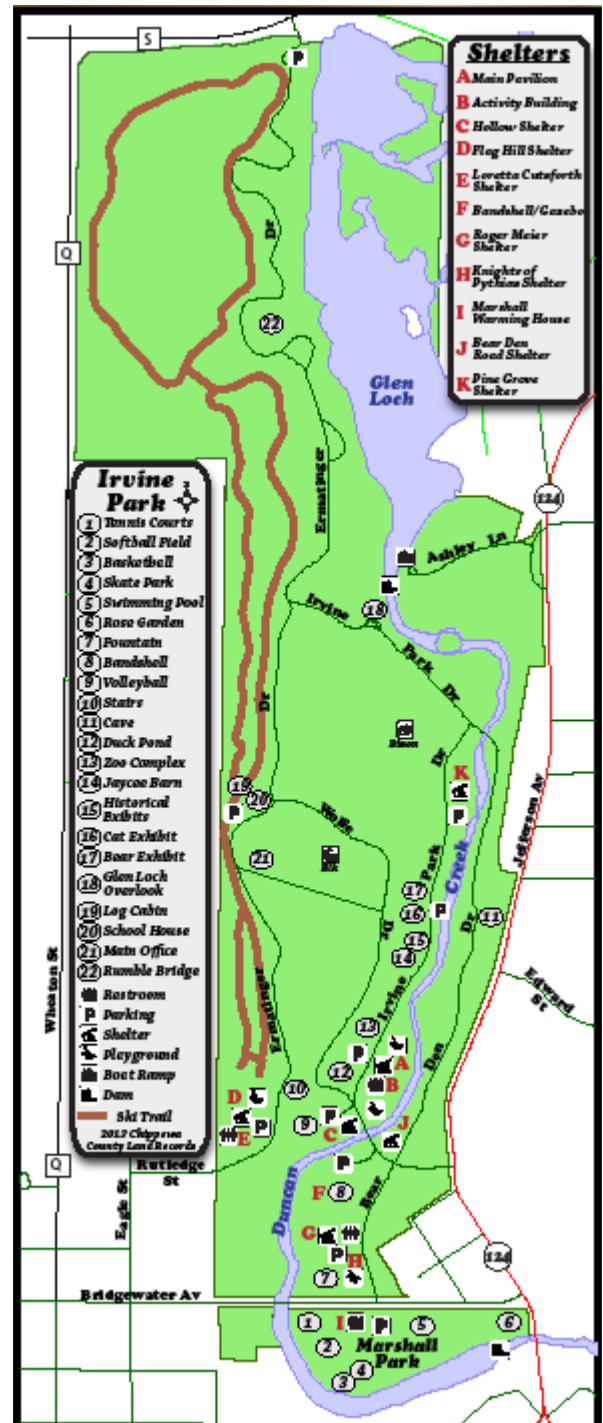 S
P
Shelters
A Main Pavilion
B Activity Building
C Hollow Shelter
D Flag Hill Shelter
E Loretta Cutsforth
Shelter
F Bandshell/Gazebo
G Roger Meier
Shelter
H Knights of
Pythias Shelter
I Marshall
Warming House
J Bear Den
Road Shelter
K Pine Grove
Shelter
Q
Dr
22
Glen
Loch
Ermatinger
124
Ashley Ln
18
Irvine
Park
Dr
Irvine
Park
1 Tennis Courts
2 Softball Field
3 Basketball
4 Skate Park
5 Swimming Pool
6 Rose Garden
7 Fountain
8 Bandshell
9 Volleyball
10 Stairs
11 Cave
12 Duck Pond
13 Zoo Complex
14 Jaycee Barn
15 Historical
Exibits
16 Cat Exhibit
17 Bear Exhibit
18 Glen Loch
Overlook
19 Log Cabin
20 School House
21 Main Office
22 Rumble Bridge
Restroom
P Parking
Shelter
Playground
Boat Ramp
Dam
Ski Trail
2013 Chippewa
County Land Records
Wheaton St
Dr
Bison
Dr
K
P
Jefferson Av
19
20
P
Wolfe
21
Elk
Park
Creek
17
16
P
11
Dr
15
14
Dr
Irvine
Edward
St
Ermatinger
13
P
Den
A
12
B
D
10
P
9
C
J
E
P
Q
Rutledge
St
Eagle St
P
Duncan
F
8
Bear
G
P
H
7
124
Bridgewater Av
1
I
P
5
6
2
Marshall
Park
4
3